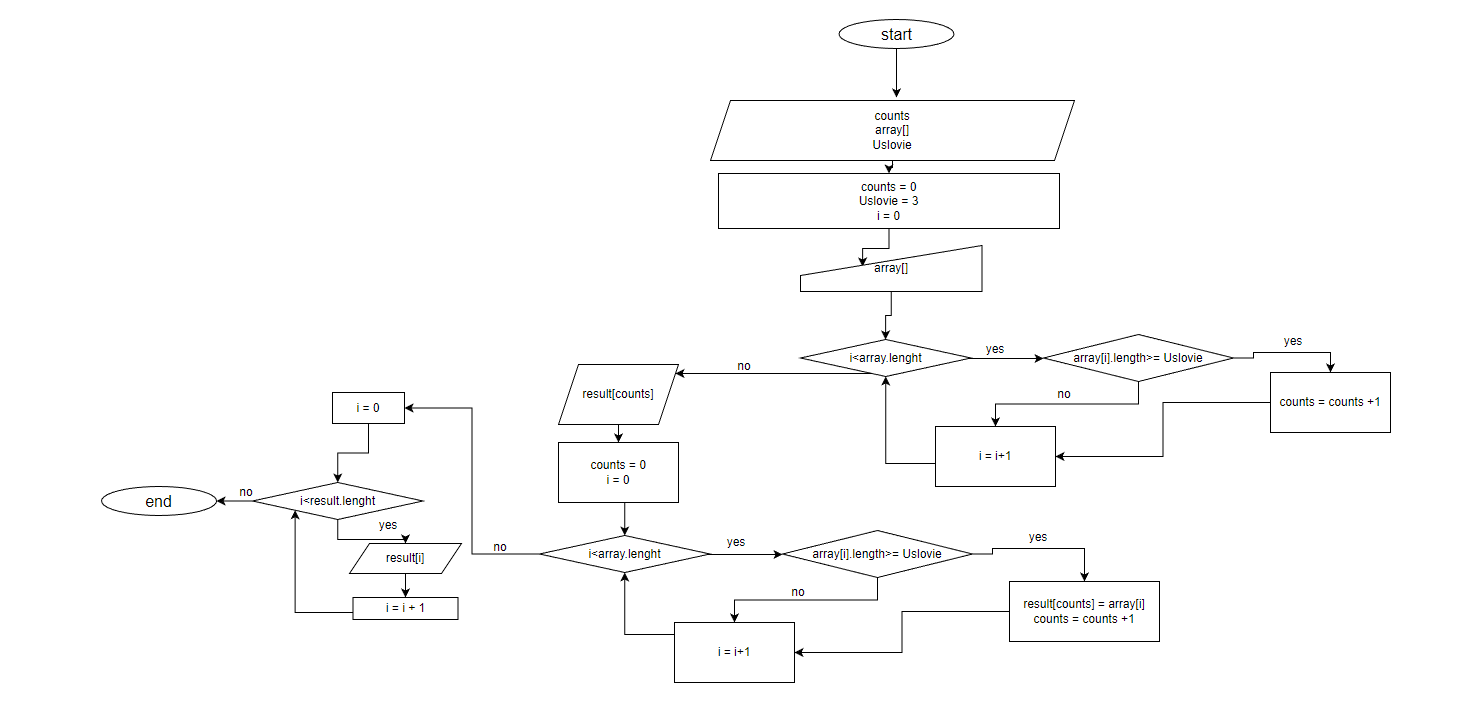 start
counts
array[]
Uslovie
counts = 0
Uslovie = 3
i = 0
array[]
i<array.lenght
yes
array[i].length>= Uslovie
yes
counts = counts +1
no
i = i+1
no
result[counts]
counts = 0
i = 0
i<array.lenght
yes
array[i].length>= Uslovie
yes
result[counts] = array[i]
counts = counts +1
no
i = i+1
no
i = 0
i<result.lenght
yes
result[i]
i = i + 1
no
end